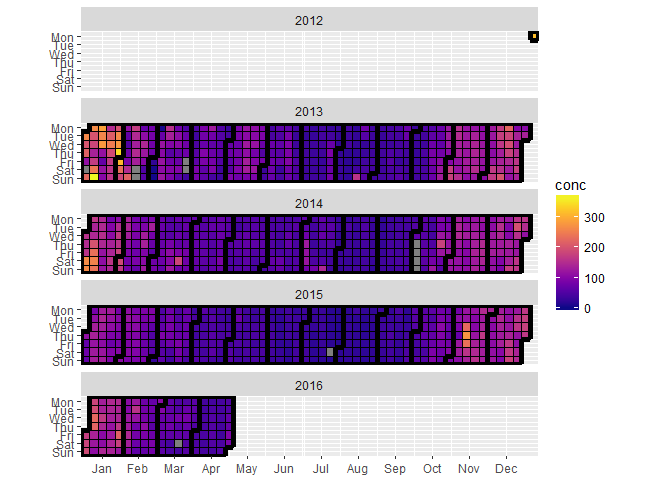 2012
Mon
Tue
Wed
Thu
Fri
Sat
Sun
2013
Mon
Tue
Wed
Thu
Fri
Sat
Sun
2014
Mon
Tue
Wed
Thu
Fri
Sat
Sun
2015
Mon
Tue
Wed
Thu
Fri
Sat
Sun
2016
Mon
Tue
Wed
Thu
Fri
Sat
Sun
Jan Feb Mar Apr May Jun Jul Aug Sep Oct Nov Dec
conc
300
200
100
0